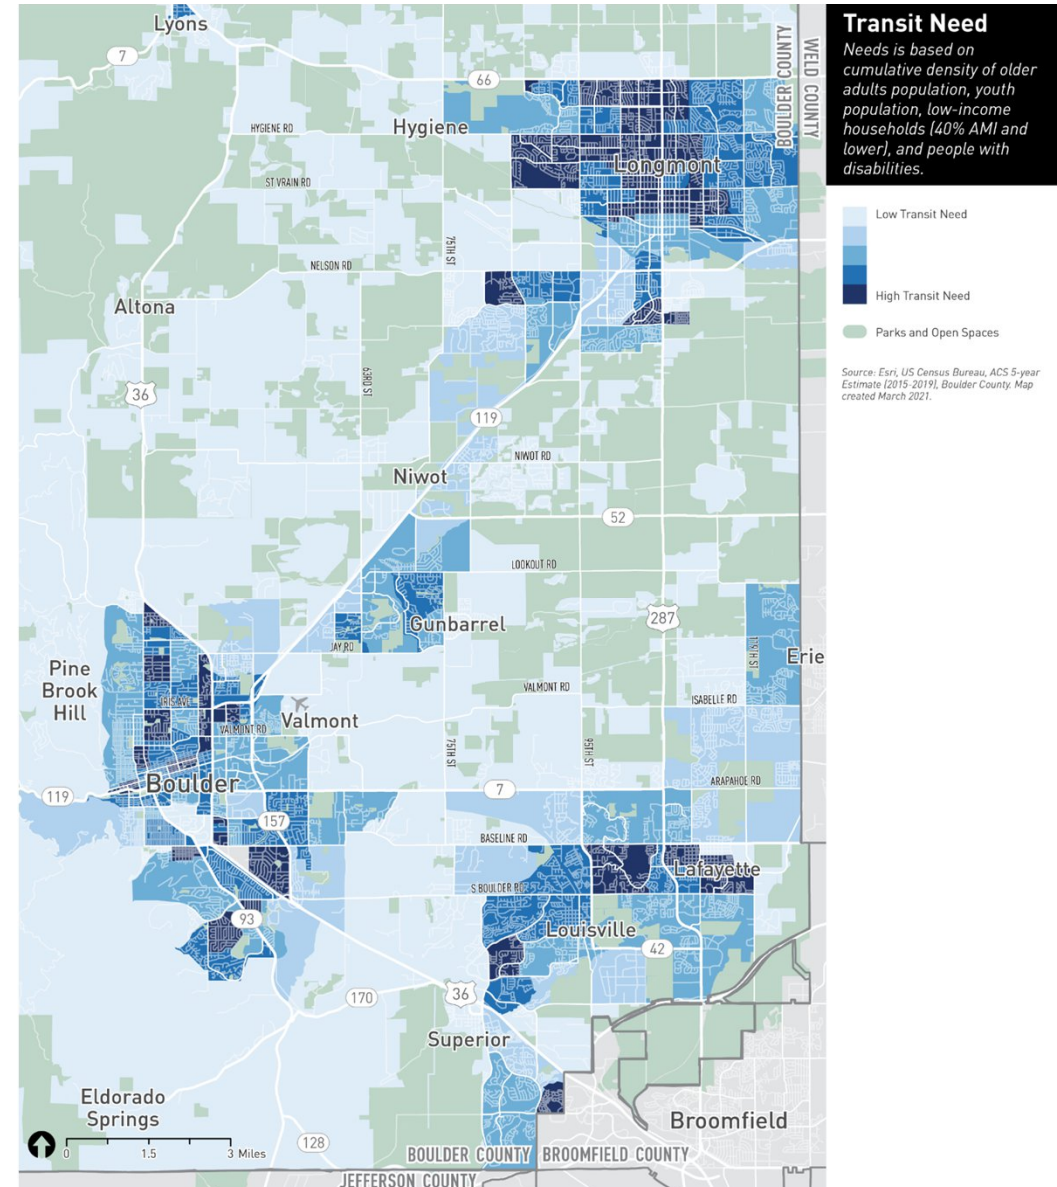 Transit Need
Needs is based on
cumulative density of older
adults population, youth
population, low-income
households (40% AMI and
lower), and people with
disabilities.
Low Transit Need
High Transit Need
Parks and Open Spaces
Source: Esri, US Census Bureau, ACS 5-year
Estimate (2015-2019), Boulder County. Map
created March 2021.
Lyons
7
66
BOULDER COUNTY
WELD COUNTY
HYGIENE RD
Hygiene
Longmont
ST VRAIN RD
75TH ST
NELSON RD
Altona
63RD ST
36
119
NIWOT RD
Niwot
52
LOOKOUT RD
Gunbarrel
287
JAY RD
119TH ST
Erie
Pine
Brook
Hill
VALMONT RD
ISABELLE RD
IRIS AVE
Valmont
VALMONT RD
75TH ST
95TH ST
Boulder
ARAPAHOE RD
119
7
157
BASELINE RD
Lafayette
S BOULDER RD
93
Louisville
42
170
36
Superior
Eldorado
Springs
Broomfield
0 1.5 3 Miles
128
BOULDER COUNTY
BROOMFIELD COUNTY
JEFFERSON COUNTY